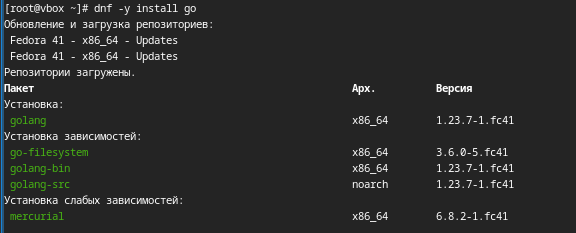 [root@vbox ~]# dnf -y install go
Обновление и загрузка репозиториев:
Fedora 41 - x86_64 - Updates
Fedora 41 - x86_64 - Updates
Репозитории загружены.
Пакет Арх. Версия
Установка:
golang x86_64 1.23.7-1.fc41
Установка зависимостей:
go-filesystem x86_64 3.6.0-5.fc41
golang-bin x86_64 1.23.7-1.fc41
golang-src noarch 1.23.7-1.fc41
Установка слабых зависимостей:
mercurial x86_64 6.8.2-1.fc41